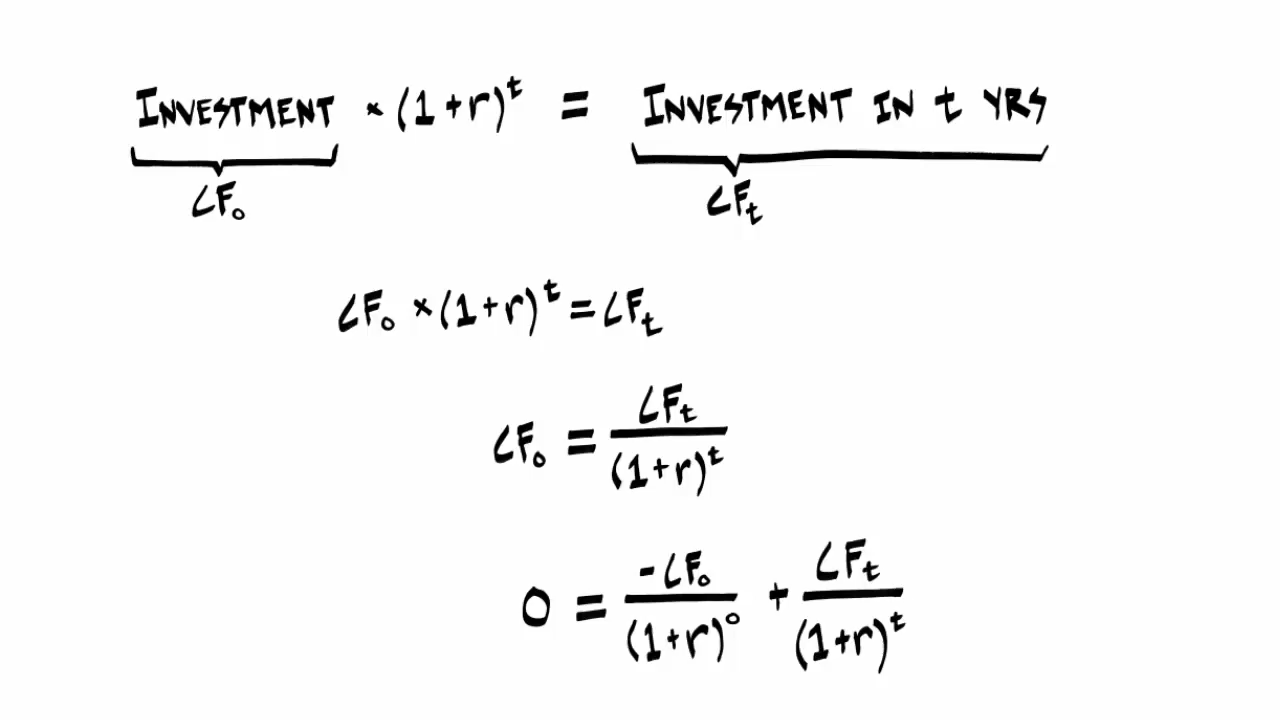 INVESTMENT × (1+r)^t = INVESTMENT IN t YRS
CF₀ CF_t
CF₀ × (1+r)^t = CF_t
CF₀ = CF_t / (1+r)^t
0 = -CF₀ / (1+r)^0 + CF_t / (1+r)^t